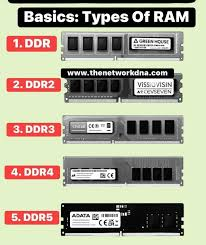 Basics: Types Of RAM
1. DDR
GREEN HOUSE
www.thenetworkdna.com
2. DDR2
3. DDR3
4. DDR4
5. DDR5
ADATA